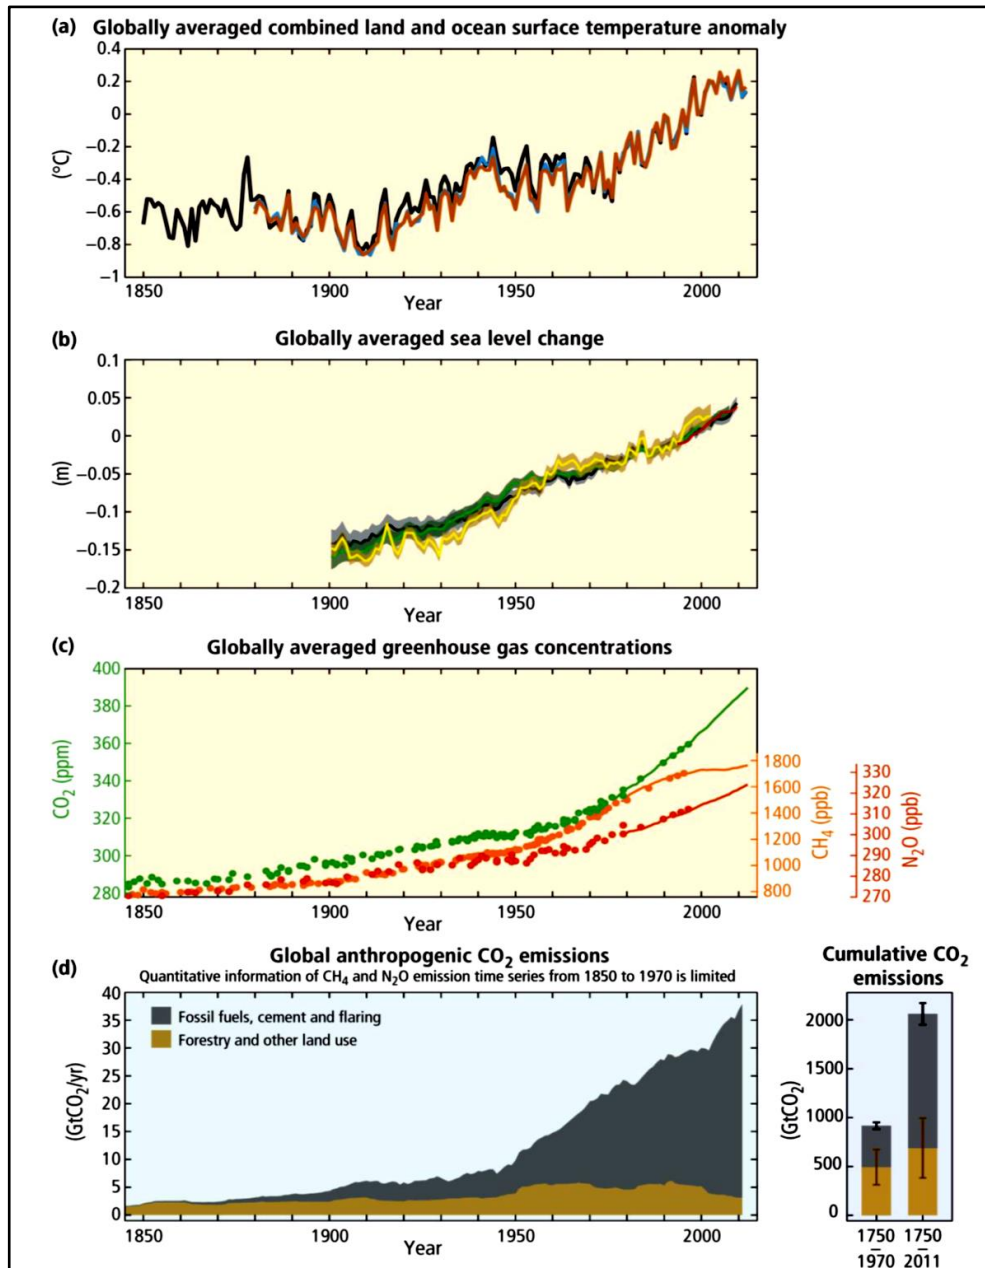 (a) Globally averaged combined land and ocean surface temperature anomaly
0.4
0.2
0
−0.2
−0.4
−0.6
−0.8
−1
(°C)
1850 1900 1950 2000
Year
(b) Globally averaged sea level change
0.1
0.05
0
−0.05
−0.1
−0.15
−0.2
(m)
1850 1900 1950 2000
Year
(c) Globally averaged greenhouse gas concentrations
400
380
360
340
320
300
280
CO₂ (ppm)
1800
1600
1400
1200
1000
800
CH₄ (ppb)
330
320
310
300
290
280
270
N₂O (ppb)
1850 1900 1950 2000
Year
(d) Global anthropogenic CO₂ emissions
Quantitative information of CH₄ and N₂O emission time series from 1850 to 1970 is limited
40
35
30
25
20
15
10
5
0
(GtCO₂/yr)
Fossil fuels, cement and flaring
Forestry and other land use
1850 1900 1950 2000
Year
Cumulative CO₂
emissions
2000
1500
1000
500
0
(GtCO₂)
1750 1750
– –
1970 2011